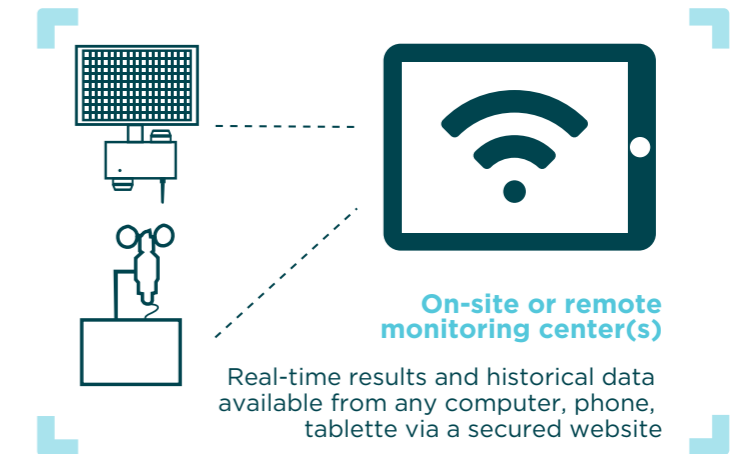 On-site or remote
monitoring center(s)
Real-time results and historical data
available from any computer, phone,
tablette via a secured website